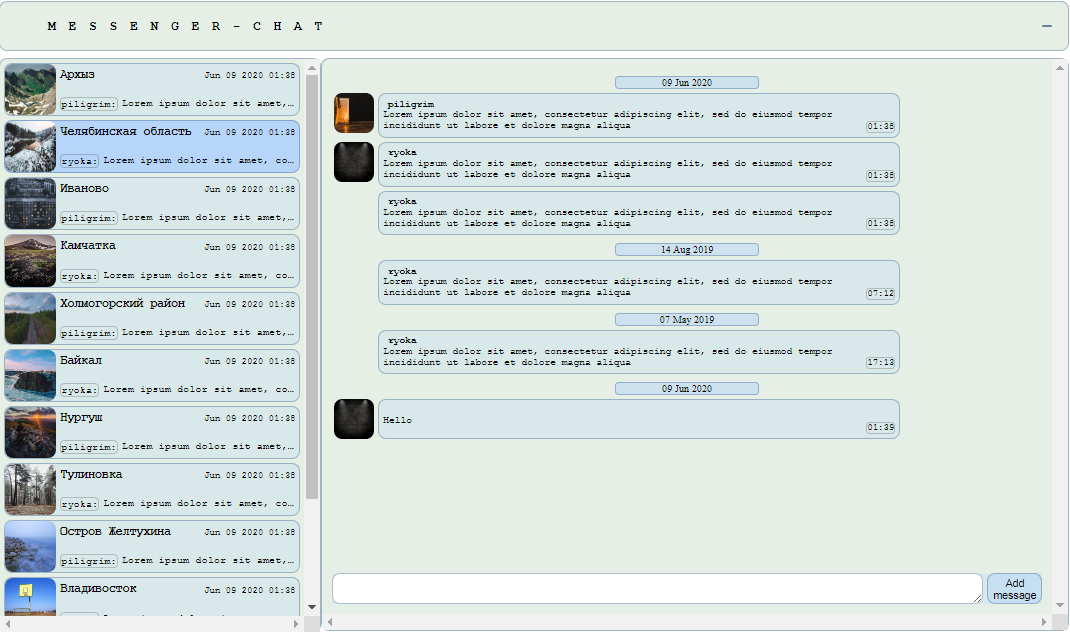 MESSENGER-CHAT
Архыз
Jun 09 2020 01:38
piligrim: Lorem ipsum dolor sit amet,…
Челябинская область
Jun 09 2020 01:38
ryoka: Lorem ipsum dolor sit amet, co…
Иваново
Jun 09 2020 01:38
piligrim: Lorem ipsum dolor sit amet,…
Камчатка
Jun 09 2020 01:38
ryoka: Lorem ipsum dolor sit amet, co…
Холмогорский район
Jun 09 2020 01:38
piligrim: Lorem ipsum dolor sit amet,…
Байкал
Jun 09 2020 01:38
ryoka: Lorem ipsum dolor sit amet, co…
Нургуш
Jun 09 2020 01:38
piligrim: Lorem ipsum dolor sit amet,…
Тулиновка
Jun 09 2020 01:38
ryoka: Lorem ipsum dolor sit amet, co…
Остров Желтухина
Jun 09 2020 01:38
piligrim: Lorem ipsum dolor sit amet,…
Владивосток
Jun 09 2020 01:38
09 Jun 2020
piligrim
Lorem ipsum dolor sit amet, consectetur adipiscing elit, sed do eiusmod tempor
incididunt ut labore et dolore magna aliqua
01:38
ryoka
Lorem ipsum dolor sit amet, consectetur adipiscing elit, sed do eiusmod tempor
incididunt ut labore et dolore magna aliqua
01:38
ryoka
Lorem ipsum dolor sit amet, consectetur adipiscing elit, sed do eiusmod tempor
incididunt ut labore et dolore magna aliqua
01:38
14 Aug 2019
ryoka
Lorem ipsum dolor sit amet, consectetur adipiscing elit, sed do eiusmod tempor
incididunt ut labore et dolore magna aliqua
07:12
07 May 2019
ryoka
Lorem ipsum dolor sit amet, consectetur adipiscing elit, sed do eiusmod tempor
incididunt ut labore et dolore magna aliqua
17:13
09 Jun 2020
Hello
01:39
Add
message